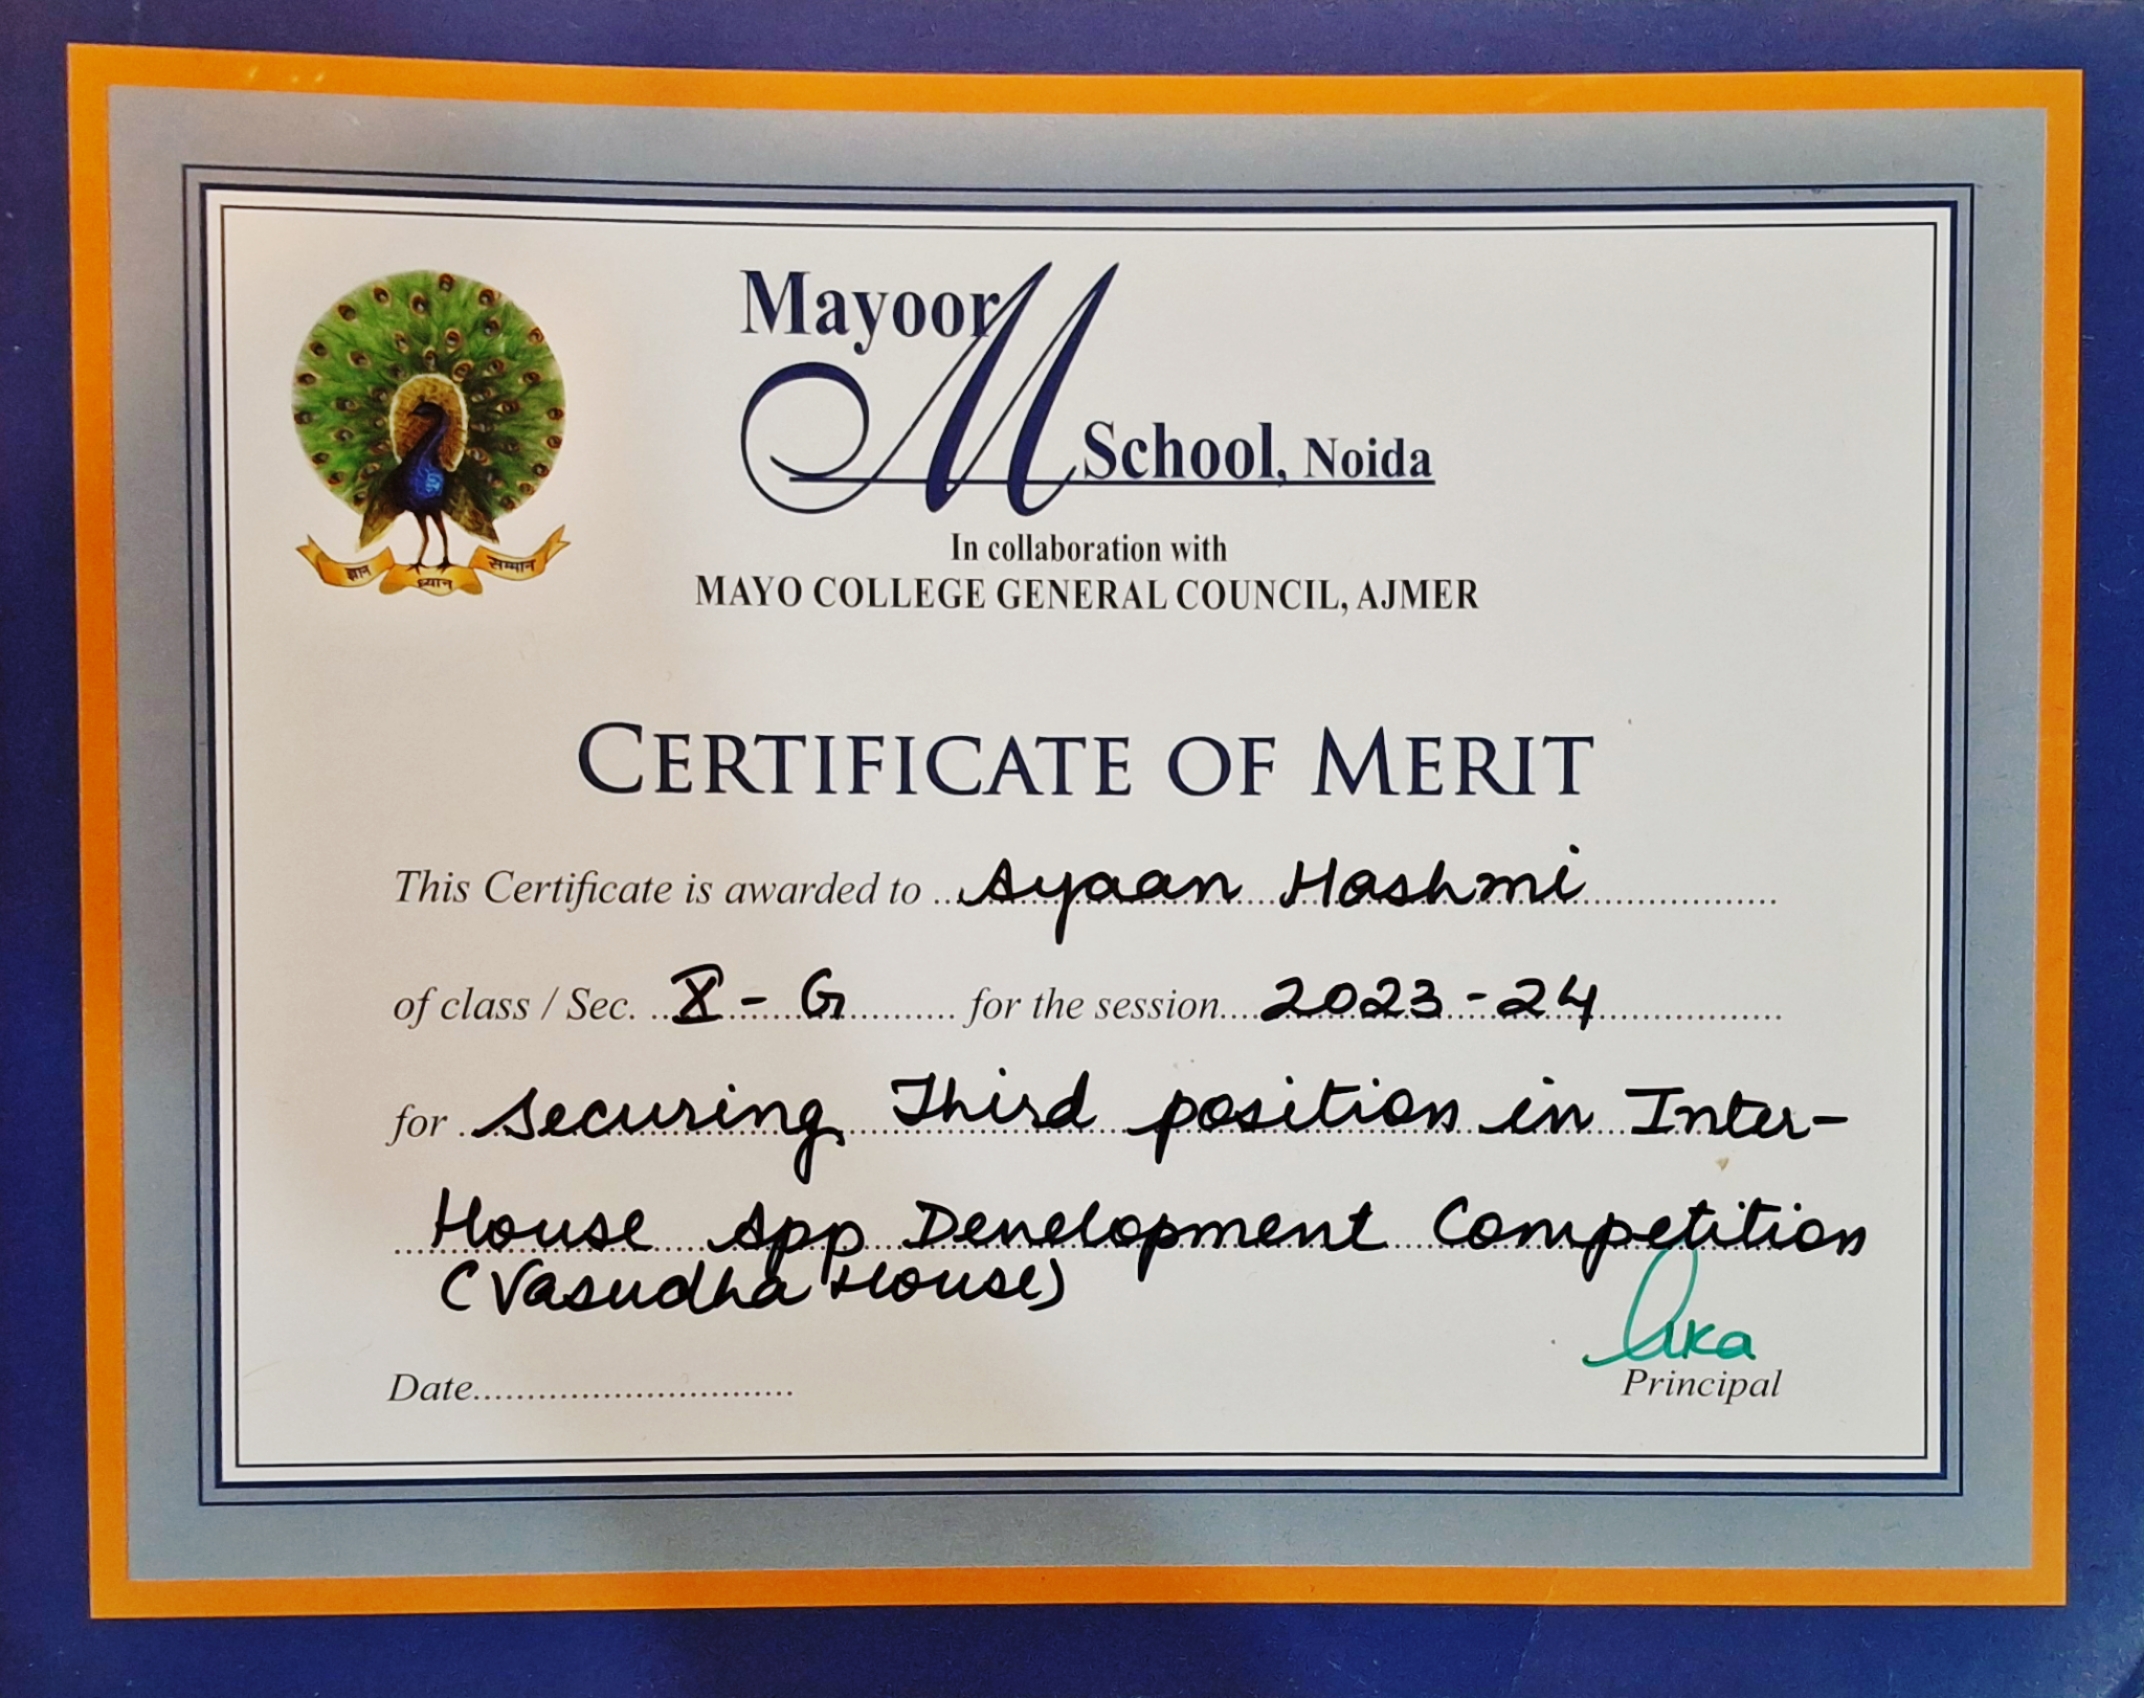 Mayoor
M
School, Noida
In collaboration with
MAYO COLLEGE GENERAL COUNCIL, AJMER
ज्ञान ध्यान सम्मान
CERTIFICATE OF MERIT
This Certificate is awarded to ... Ayaan Hashmi ...
of class / Sec. ... X - G ... for the session ... 2023-24 ...
for ... Securing Third position in Inter-
House App Development Competition
(Vasudha House)
Date...
Principal